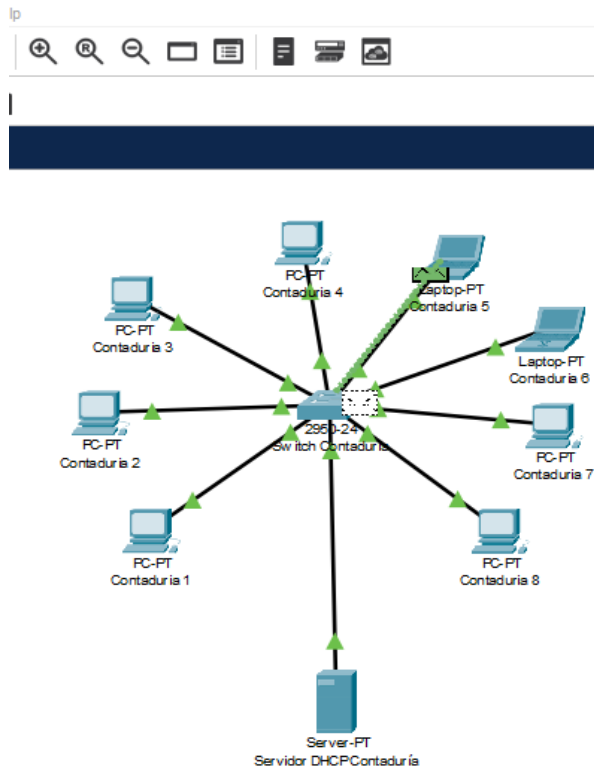 lp
PC-PT
Contaduria 4
Laptop-PT
Contaduria 5
PC-PT
Contaduria 3
Laptop-PT
Contaduria 6
2950-24
Switch Contaduria
PC-PT
Contaduria 7
PC-PT
Contaduria 2
PC-PT
Contaduria 1
PC-PT
Contaduria 8
Server-PT
Servidor DHCPContaduría